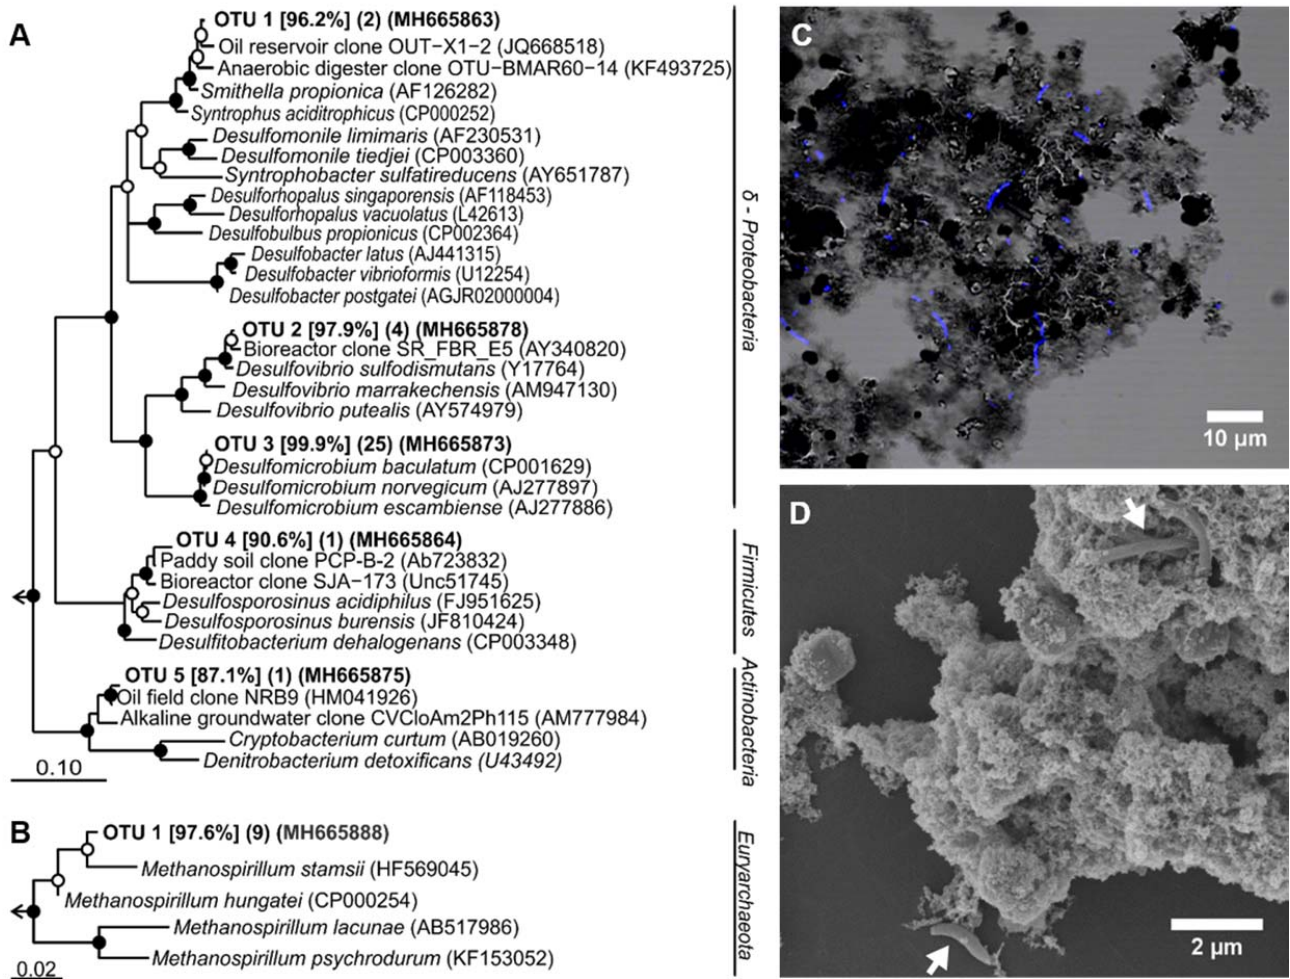 A
OTU 1 [96.2%] (2) (MH665863)
Oil reservoir clone OUT−X1−2 (JQ668518)
Anaerobic digester clone OTU−BMAR60−14 (KF493725)
Smithella propionica (AF126282)
Syntrophus aciditrophicus (CP000252)
Desulfomonile limimaris (AF230531)
Desulfomonile tiedjei (CP003360)
Syntrophobacter sulfatireducens (AY651787)
Desulforhopalus singaporensis (AF118453)
Desulforhopalus vacuolatus (L42613)
Desulfobulbus propionicus (CP002364)
Desulfobacter latus (AJ441315)
Desulfobacter vibrioformis (U12254)
Desulfobacter postgatei (AGJR02000004)
OTU 2 [97.9%] (4) (MH665878)
Bioreactor clone SR_FBR_E5 (AY340820)
Desulfovibrio sulfodismutans (Y17764)
Desulfovibrio marrakechensis (AM947130)
Desulfovibrio putealis (AY574979)
OTU 3 [99.9%] (25) (MH665873)
Desulfomicrobium baculatum (CP001629)
Desulfomicrobium norvegicum (AJ277897)
Desulfomicrobium escambiense (AJ277886)
δ - Proteobacteria
OTU 4 [90.6%] (1) (MH665864)
Paddy soil clone PCP-B-2 (Ab723832)
Bioreactor clone SJA−173 (Unc51745)
Desulfosporosinus acidiphilus (FJ951625)
Desulfosporosinus burensis (JF810424)
Desulfitobacterium dehalogenans (CP003348)
Firmicutes
OTU 5 [87.1%] (1) (MH665875)
Oil field clone NRB9 (HM041926)
Alkaline groundwater clone CVCloAm2Ph115 (AM777984)
Cryptobacterium curtum (AB019260)
Denitrobacterium detoxificans (U43492)
Actinobacteria
0.10
B
OTU 1 [97.6%] (9) (MH665888)
Methanospirillum stamsii (HF569045)
Methanospirillum hungatei (CP000254)
Methanospirillum lacunae (AB517986)
Methanospirillum psychrodurum (KF153052)
Euryarchaeota
0.02
C
10 µm
D
2 µm